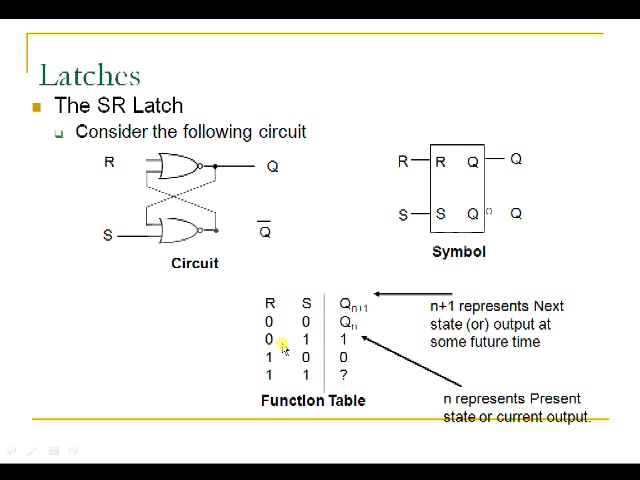 Latches
The SR Latch
Consider the following circuit
R
Q
S
Q̅
Circuit
R R Q Q
S S Q Q
Symbol
R S Qn+1
0 0 Qn
0 1 1
1 0 0
1 1 ?
Function Table
n+1 represents Next
state (or) output at
some future time
n represents Present
state or current output.